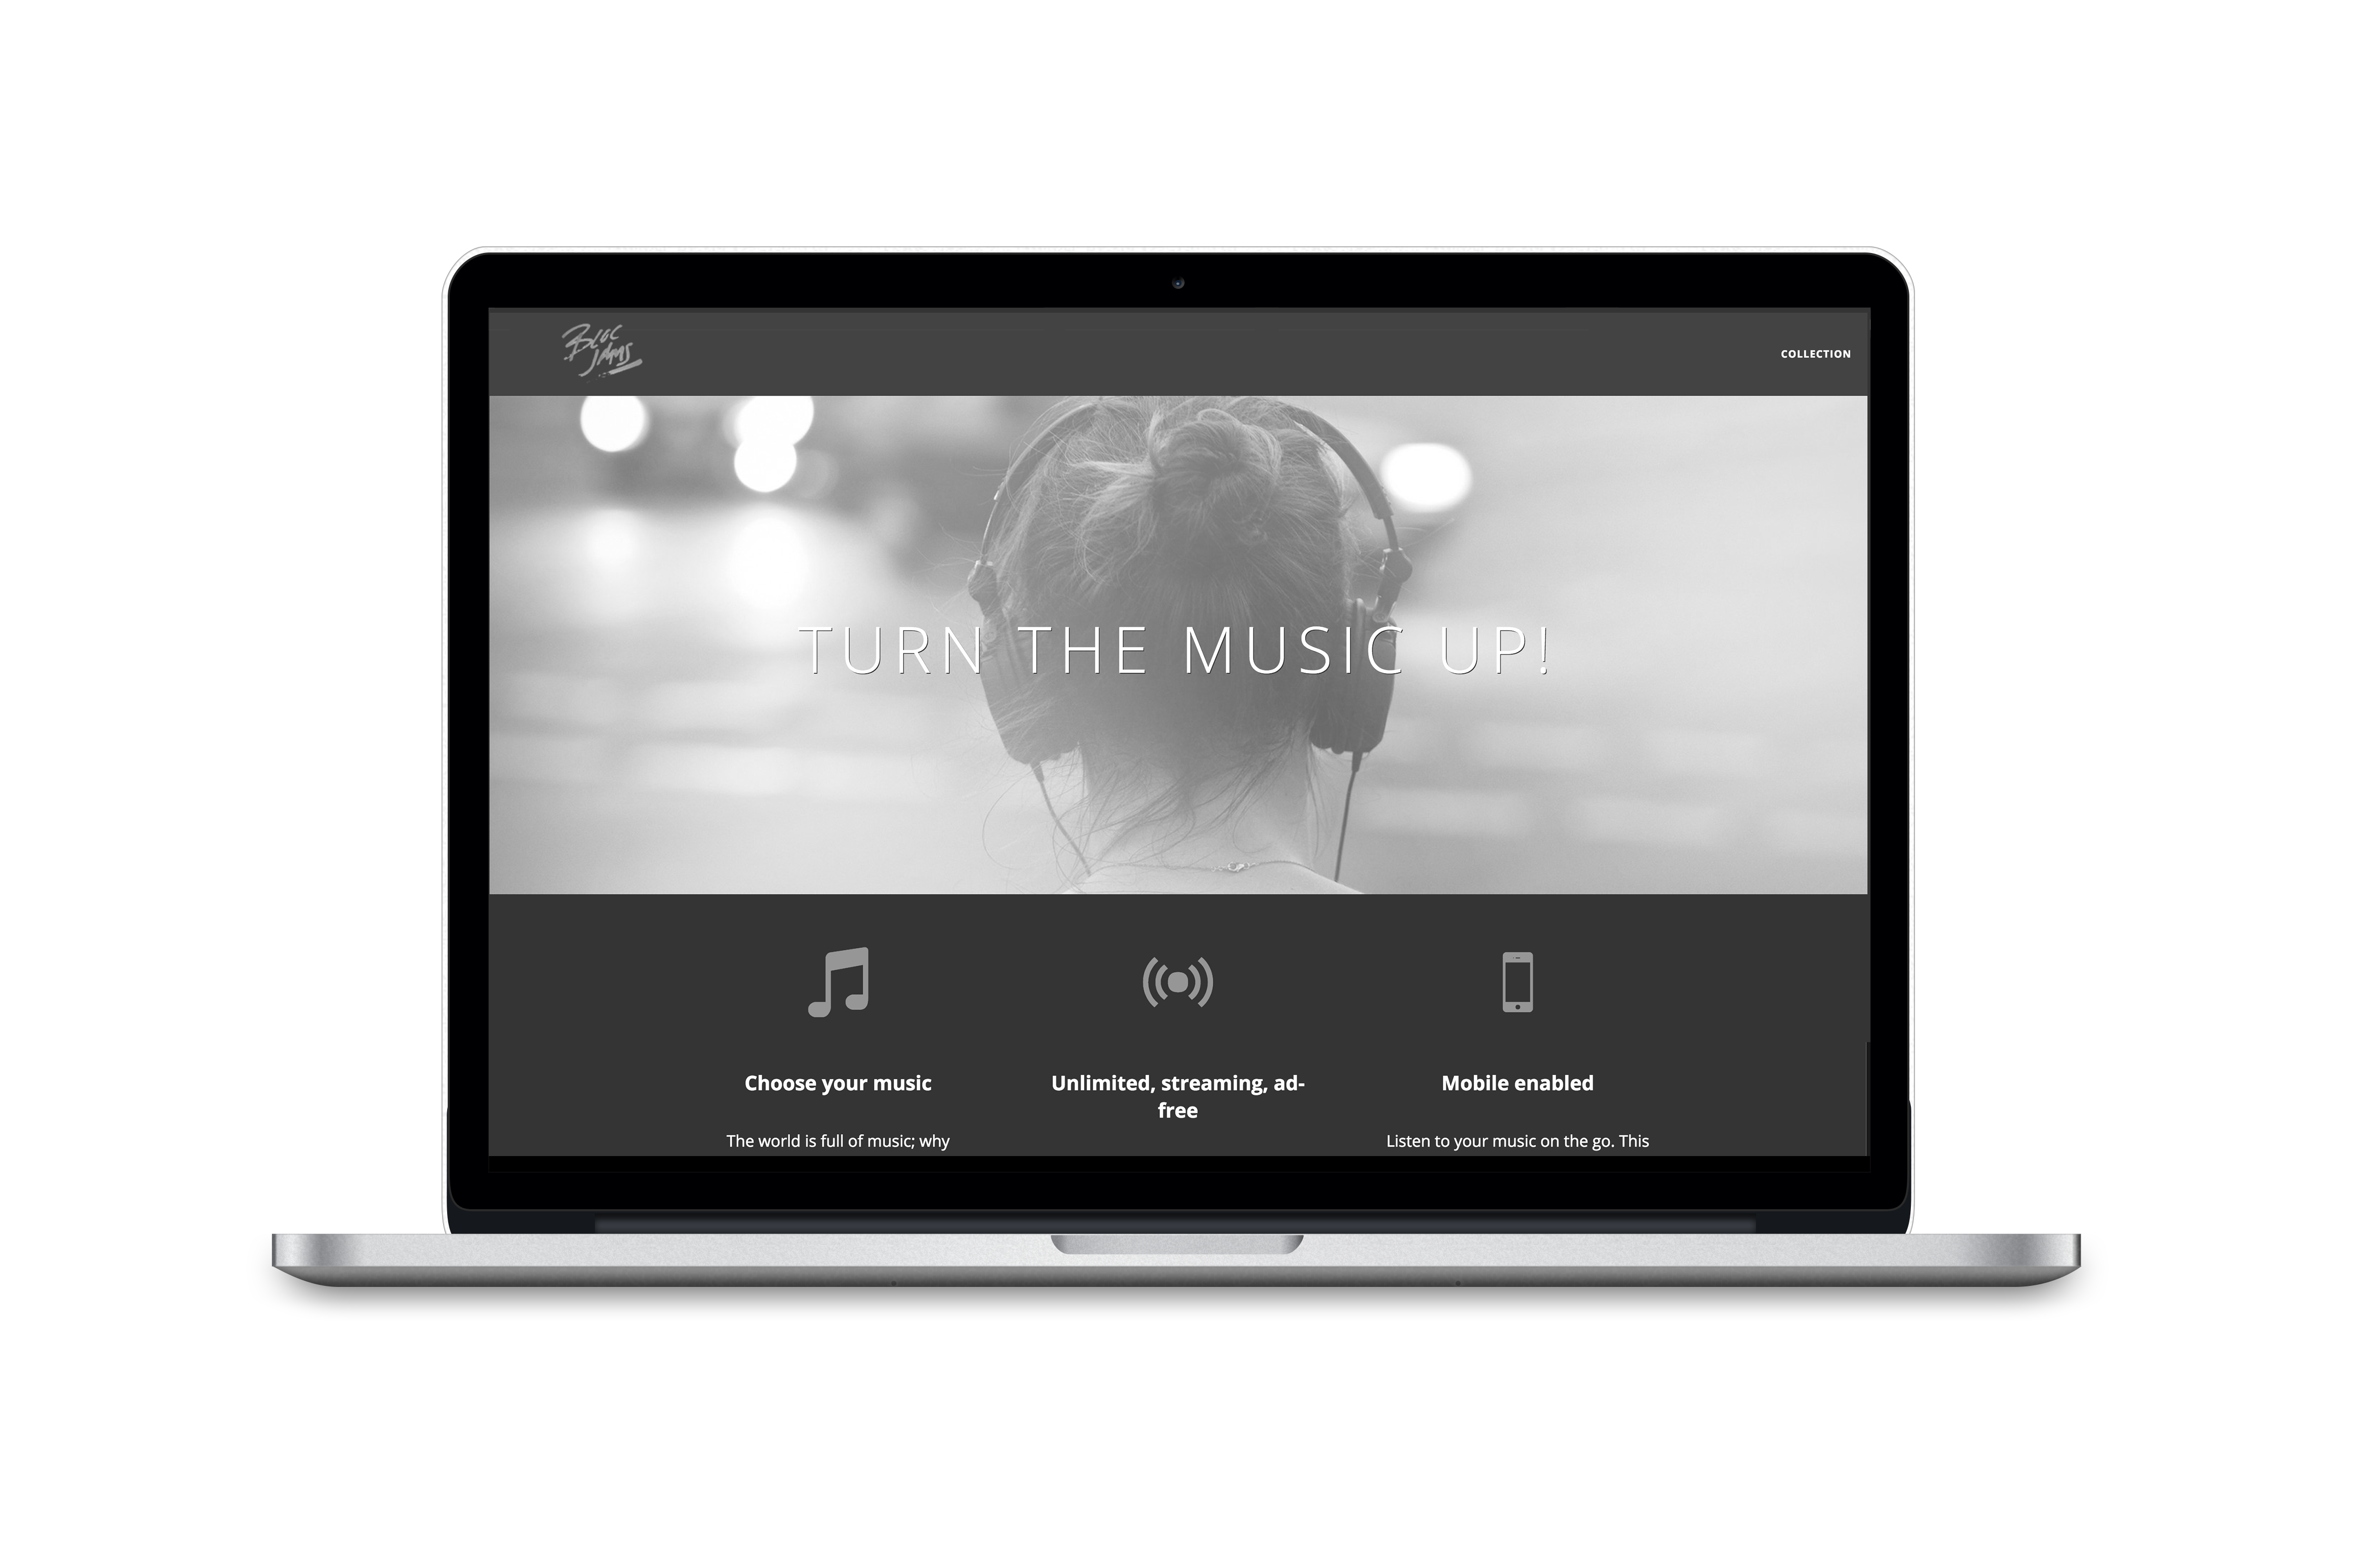 BLOC
JAMS
COLLECTION
TURN THE MUSIC UP!
Choose your music
Unlimited, streaming, ad-
free
Mobile enabled
The world is full of music; why
Listen to your music on the go. This